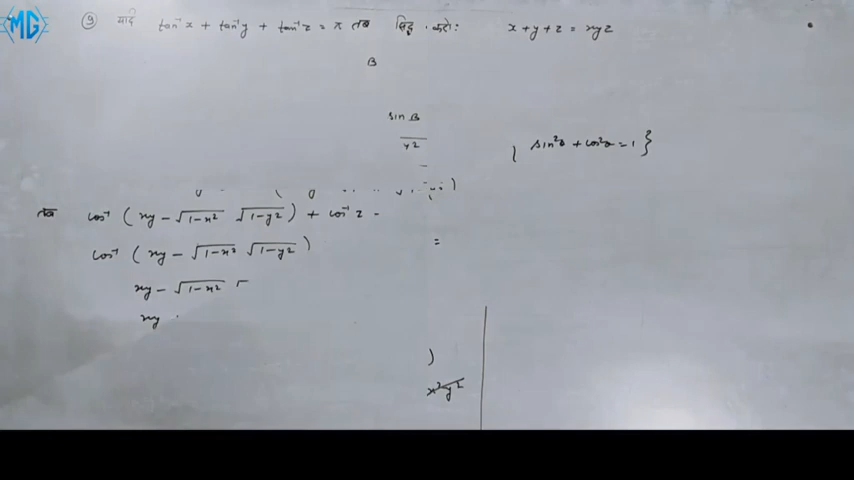 MG
⑨ यदि tan⁻¹x + tan⁻¹y + tan⁻¹z = π तब सिद्ध करो: x + y + z = xyz
B
sin B
y2
{ sin²θ + cos²θ = 1 }
तब cos⁻¹ ( xy - √1-x² √1-y² ) + cos⁻¹ z =
cos⁻¹ ( xy - √1-x² √1-y² ) =
xy - √1-x²
xy
)
x²y²